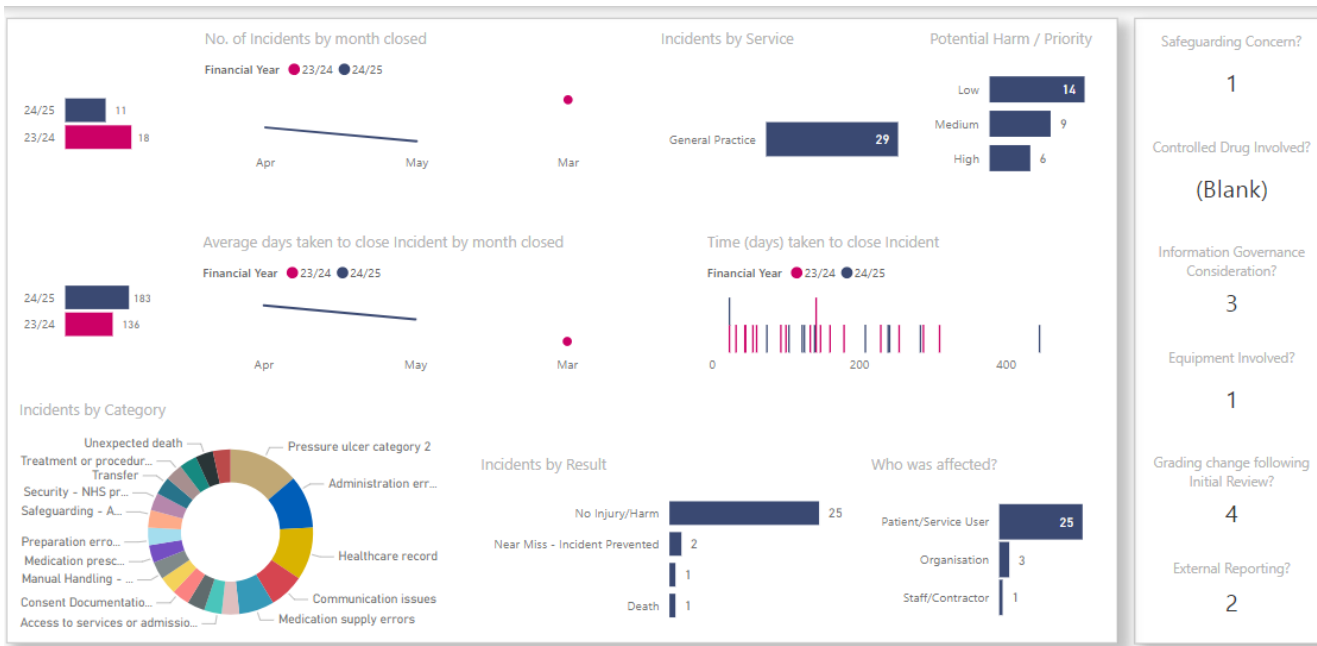 No. of Incidents by month closed
Financial Year 23/24 24/25
24/25 11
23/24 18
Apr May Mar
Incidents by Service
General Practice 29
Potential Harm / Priority
Low 14
Medium 9
High 6
Average days taken to close Incident by month closed
Financial Year 23/24 24/25
24/25 183
23/24 136
Apr May Mar
Time (days) taken to close Incident
Financial Year 23/24 24/25
0 200 400
Incidents by Category
Unexpected death
Treatment or procedur...
Transfer
Security - NHS pr...
Safeguarding - A...
Preparation erro...
Medication presc...
Manual Handling - ...
Consent Documentatio...
Access to services or admissio...
Pressure ulcer category 2
Administration err...
Healthcare record
Communication issues
Medication supply errors
Incidents by Result
No Injury/Harm 25
Near Miss - Incident Prevented 2
1
Death 1
Who was affected?
Patient/Service User 25
Organisation 3
Staff/Contractor 1
Safeguarding Concern?
1
Controlled Drug Involved?
(Blank)
Information Governance
Consideration?
3
Equipment Involved?
1
Grading change following
Initial Review?
4
External Reporting?
2